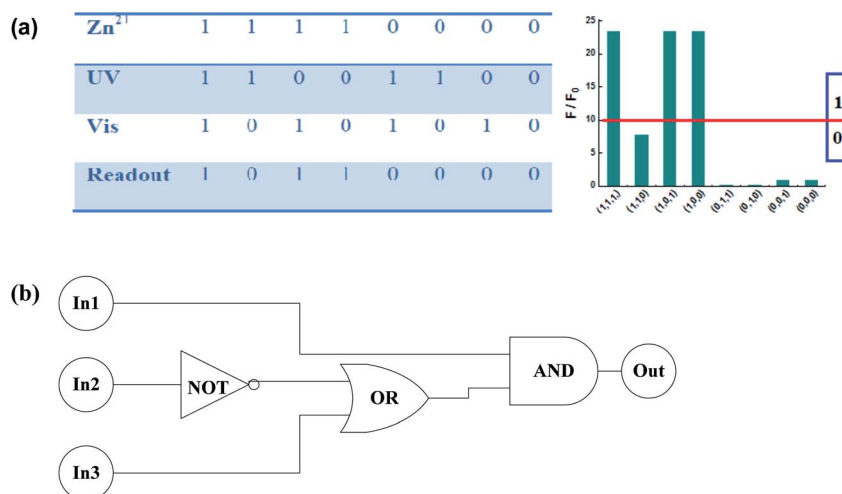 (a)
Zn²⁺ 1 1 1 1 0 0 0 0
UV 1 1 0 0 1 1 0 0
Vis 1 0 1 0 1 0 1 0
Readout 1 0 1 1 0 0 0 0
25
20
15
10
5
0
F / F₀
1
0
(1,1,1,)
(1,1,0)
(1,0,1)
(1,0,0)
(0,1,1)
(0,1,0)
(0,0,1)
(0,0,0)
(b)
In1
In2
In3
NOT
OR
AND
Out